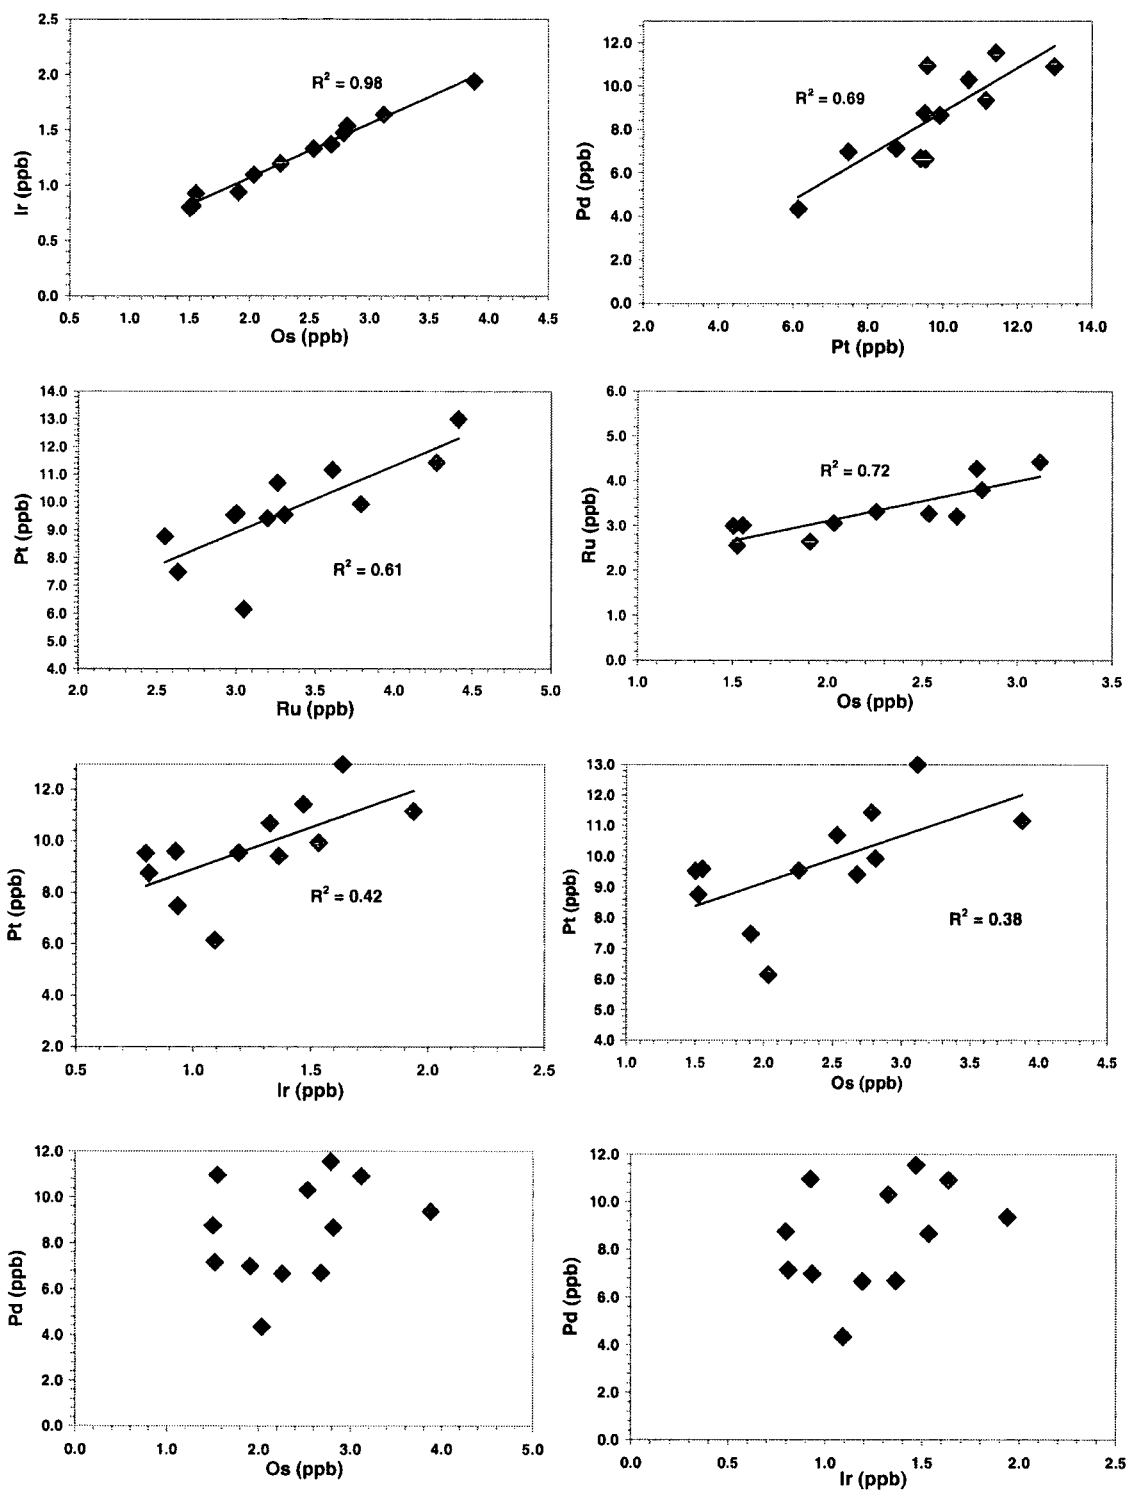 2.5
2.0
1.5
1.0
0.5
0.0
Ir (ppb)
R² = 0.98
0.5 1.0 1.5 2.0 2.5 3.0 3.5 4.0 4.5
Os (ppb)
12.0
10.0
8.0
6.0
4.0
2.0
0.0
Pd (ppb)
R² = 0.69
2.0 4.0 6.0 8.0 10.0 12.0 14.0
Pt (ppb)
14.0
13.0
12.0
11.0
10.0
9.0
8.0
7.0
6.0
5.0
4.0
Pt (ppb)
R² = 0.61
2.0 2.5 3.0 3.5 4.0 4.5 5.0
Ru (ppb)
6.0
5.0
4.0
3.0
2.0
1.0
0.0
Ru (ppb)
R² = 0.72
1.0 1.5 2.0 2.5 3.0 3.5
Os (ppb)
12.0
10.0
8.0
6.0
4.0
2.0
Pt (ppb)
R² = 0.42
0.5 1.0 1.5 2.0 2.5
Ir (ppb)
13.0
12.0
11.0
10.0
9.0
8.0
7.0
6.0
5.0
4.0
Pt (ppb)
R² = 0.38
1.0 1.5 2.0 2.5 3.0 3.5 4.0 4.5
Os (ppb)
12.0
10.0
8.0
6.0
4.0
2.0
0.0
Pd (ppb)
0.0 1.0 2.0 3.0 4.0 5.0
Os (ppb)
12.0
10.0
8.0
6.0
4.0
2.0
0.0
Pd (ppb)
0.0 0.5 1.0 1.5 2.0 2.5
Ir (ppb)